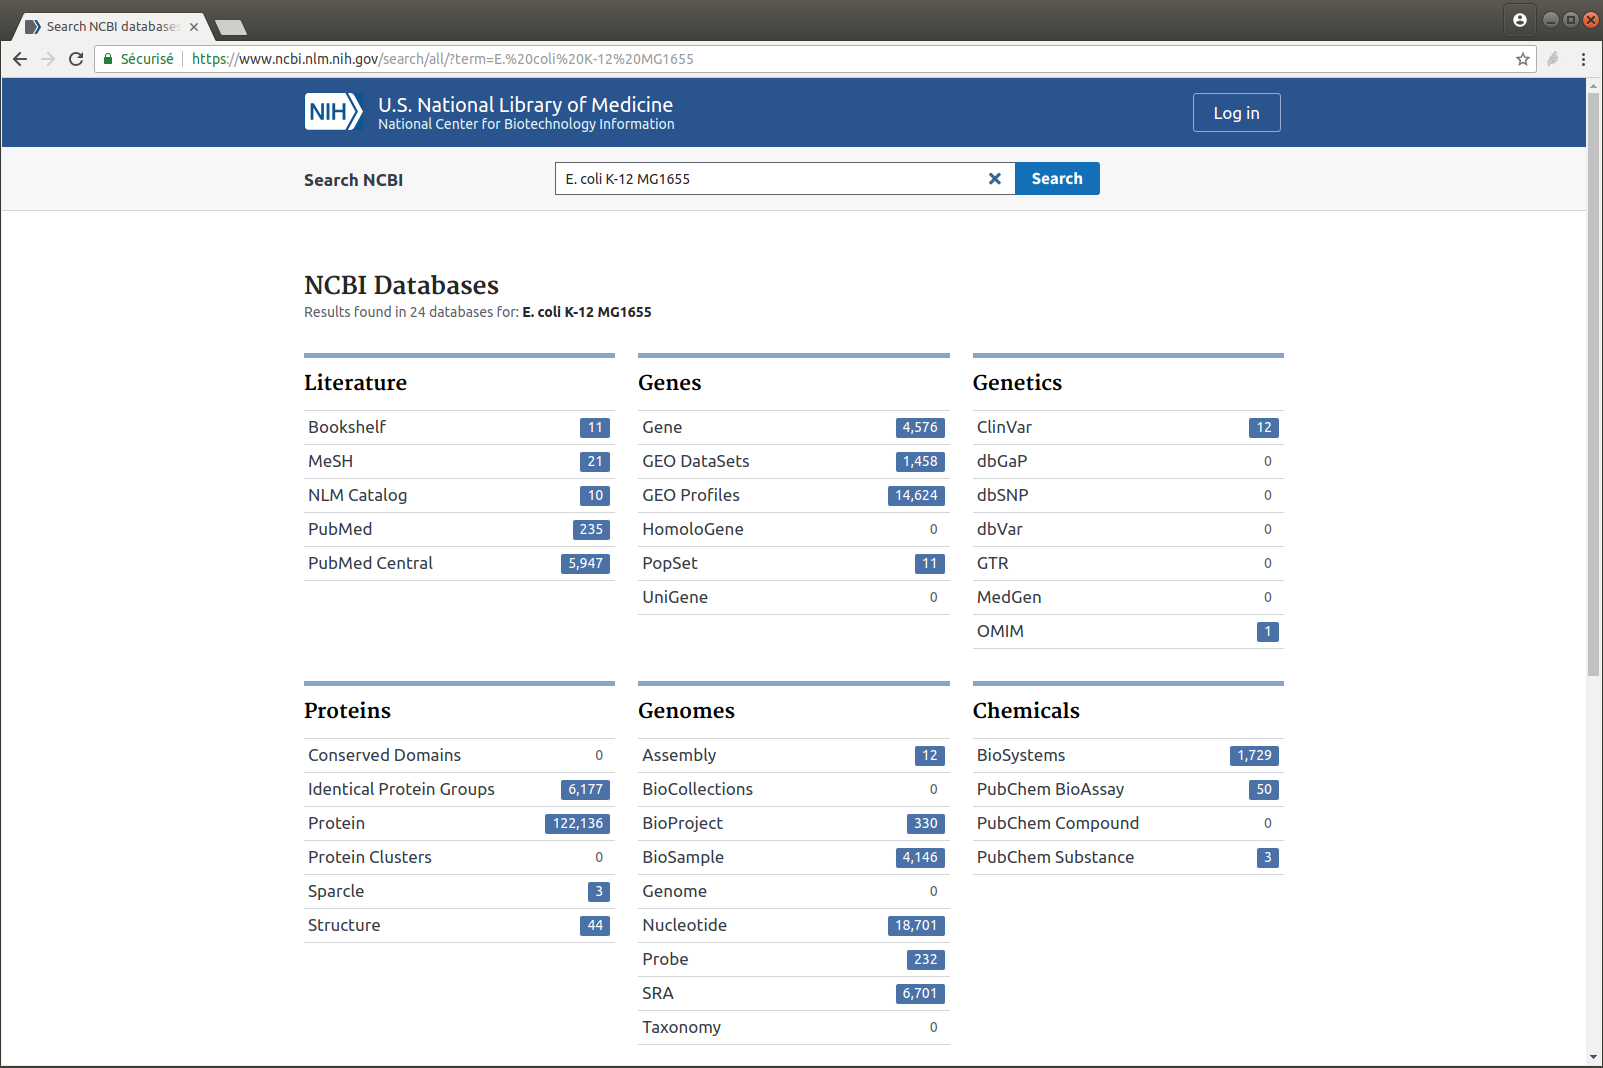 Search NCBI databases
Sécurisé https://www.ncbi.nlm.nih.gov/search/all/?term=E.%20coli%20K-12%20MG1655
NIH U.S. National Library of Medicine
National Center for Biotechnology Information
Log in
Search NCBI
E. coli K-12 MG1655
Search
NCBI Databases
Results found in 24 databases for: E. coli K-12 MG1655
Literature
Bookshelf 11
MeSH 21
NLM Catalog 10
PubMed 235
PubMed Central 5,947
Genes
Gene 4,576
GEO DataSets 1,458
GEO Profiles 14,624
HomoloGene 0
PopSet 11
UniGene 0
Genetics
ClinVar 12
dbGaP 0
dbSNP 0
dbVar 0
GTR 0
MedGen 0
OMIM 1
Proteins
Conserved Domains 0
Identical Protein Groups 6,177
Protein 122,136
Protein Clusters 0
Sparcle 3
Structure 44
Genomes
Assembly 12
BioCollections 0
BioProject 330
BioSample 4,146
Genome 0
Nucleotide 18,701
Probe 232
SRA 6,701
Taxonomy 0
Chemicals
BioSystems 1,729
PubChem BioAssay 50
PubChem Compound 0
PubChem Substance 3